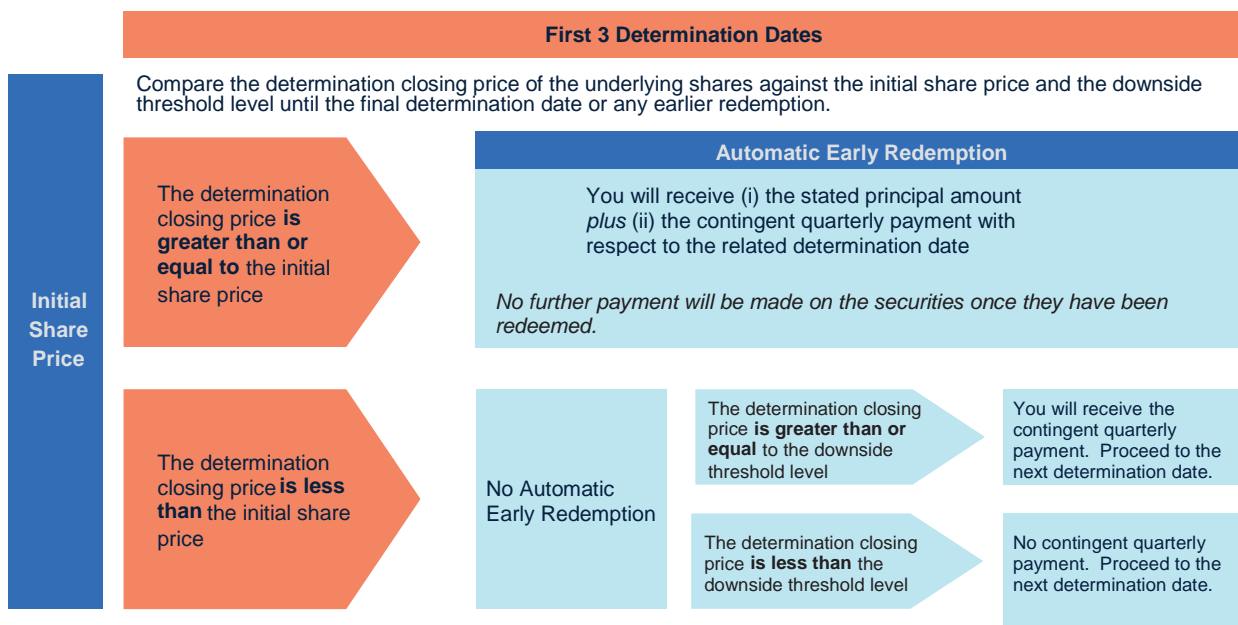 First 3 Determination Dates
Compare the determination closing price of the underlying shares against the initial share price and the downside
threshold level until the final determination date or any earlier redemption.
Initial
Share
Price
The determination
closing price is
greater than or
equal to the initial
share price
Automatic Early Redemption
You will receive (i) the stated principal amount
plus (ii) the contingent quarterly payment with
respect to the related determination date
No further payment will be made on the securities once they have been
redeemed.
The determination
closing price is less
than the initial share
price
No Automatic
Early Redemption
The determination closing
price is greater than or
equal to the downside
threshold level
You will receive the
contingent quarterly
payment. Proceed to the
next determination date.
The determination closing
price is less than the
downside threshold level
No contingent quarterly
payment. Proceed to the
next determination date.